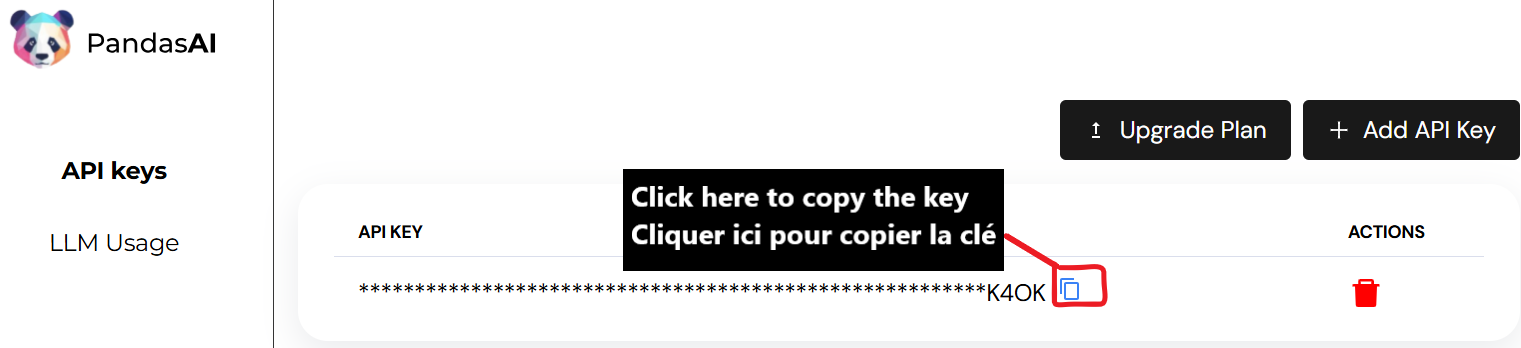 PandasAI
Upgrade Plan
Add API Key
API keys
LLM Usage
Click here to copy the key
Cliquer ici pour copier la clé
API KEY
ACTIONS
********************************************************K4OK